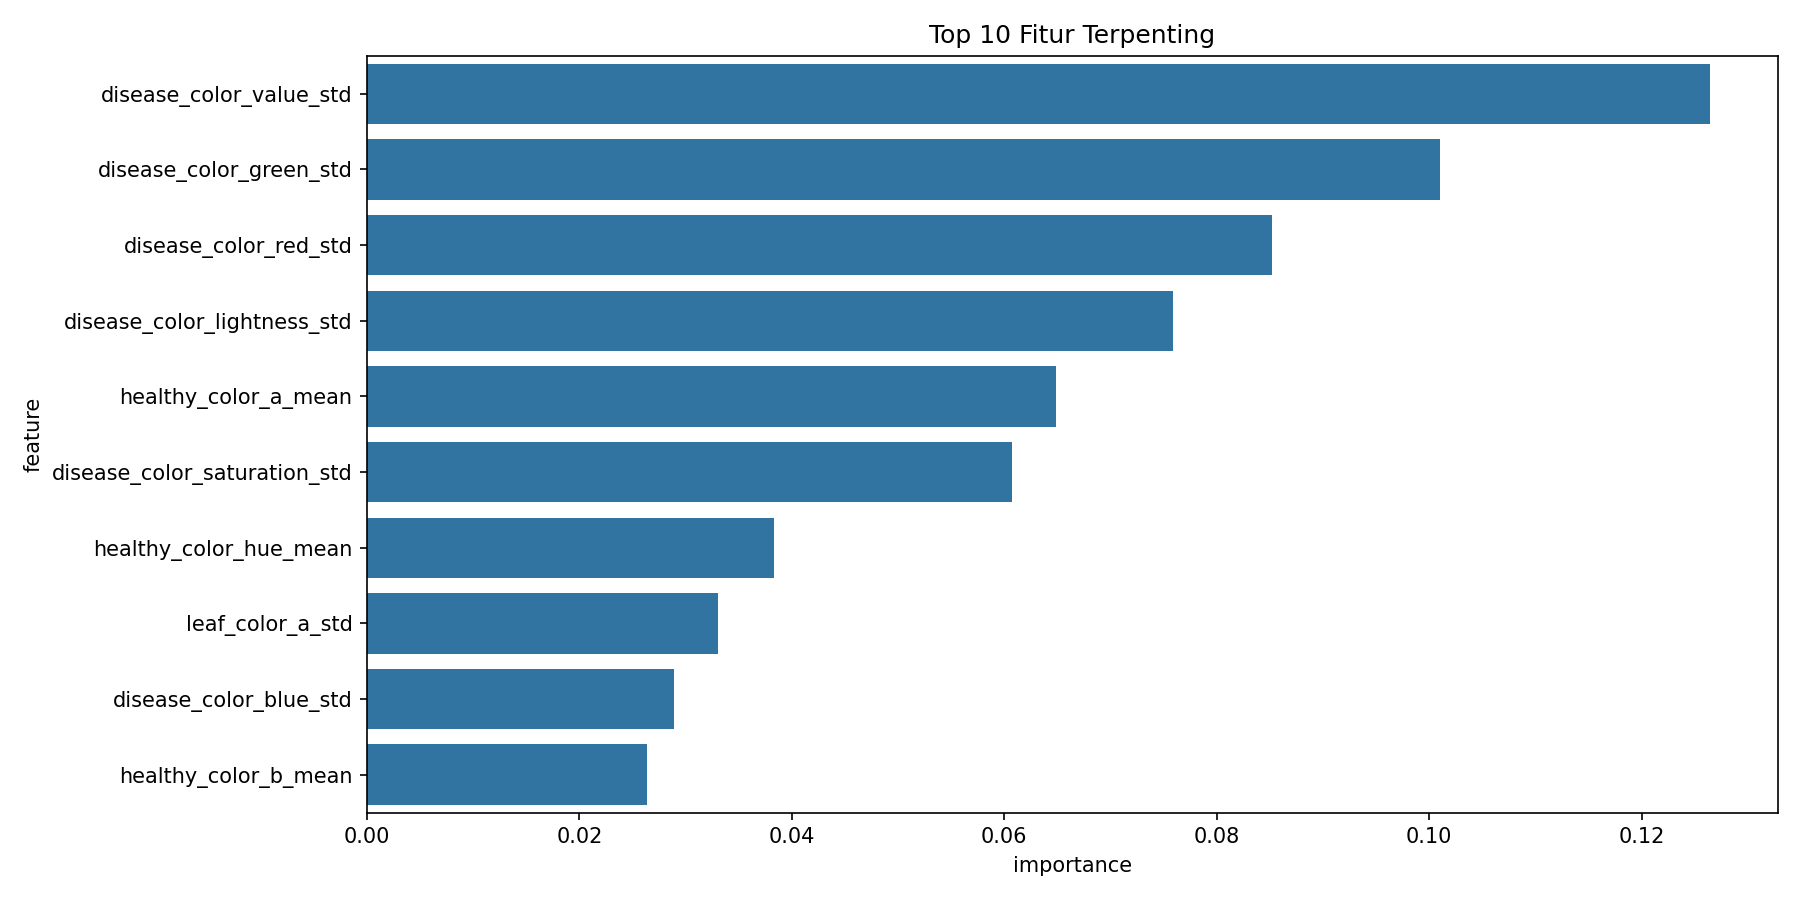 Top 10 Fitur Terpenting
feature
disease_color_value_std
disease_color_green_std
disease_color_red_std
disease_color_lightness_std
healthy_color_a_mean
disease_color_saturation_std
healthy_color_hue_mean
leaf_color_a_std
disease_color_blue_std
healthy_color_b_mean
0.00 0.02 0.04 0.06 0.08 0.10 0.12
importance